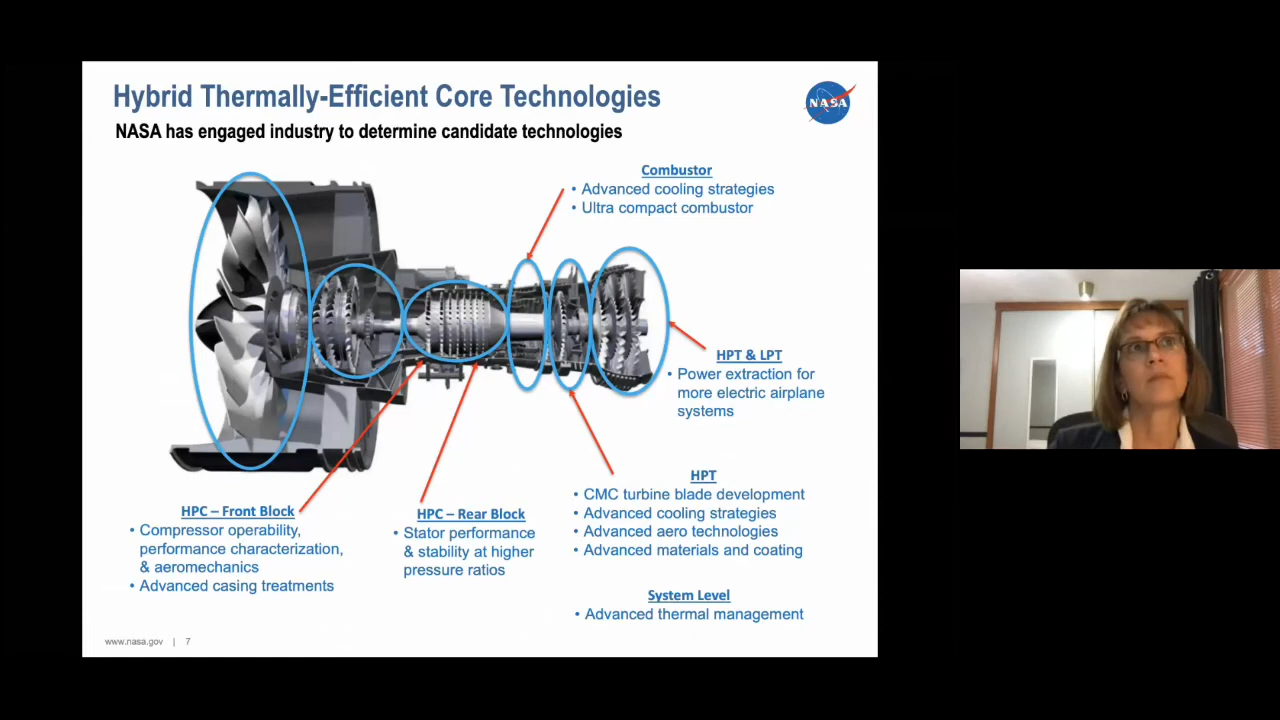 Hybrid Thermally-Efficient Core Technologies
NASA has engaged industry to determine candidate technologies
NASA
Combustor
• Advanced cooling strategies
• Ultra compact combustor
HPT & LPT
• Power extraction for
more electric airplane
systems
HPT
• CMC turbine blade development
• Advanced cooling strategies
• Advanced aero technologies
• Advanced materials and coating
HPC – Front Block
• Compressor operability,
performance characterization,
& aeromechanics
• Advanced casing treatments
HPC – Rear Block
• Stator performance
& stability at higher
pressure ratios
System Level
• Advanced thermal management
www.nasa.gov | 7